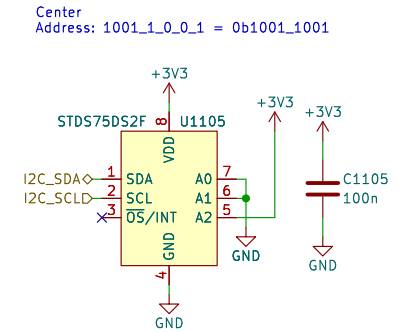 Center
Address: 1001_1_0_0_1 = 0b1001_1001
+3V3
+3V3
+3V3
STDS75DS2F
U1105
8
VDD
I2C_SDA
1
SDA
A0
7
I2C_SCL
2
SCL
A1
6
3
OS/INT
A2
5
C1105
100n
GND
4
GND
GND
GND